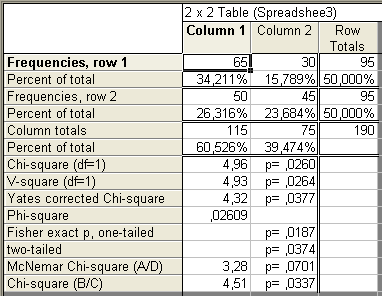 2 x 2 Table (Spreadshee3)
Column 1 Column 2 Row Totals
Frequencies, row 1 65 30 95
Percent of total 34,211% 15,789% 50,000%
Frequencies, row 2 50 45 95
Percent of total 26,316% 23,684% 50,000%
Column totals 115 75 190
Percent of total 60,526% 39,474%
Chi-square (df=1) 4,96 p= ,0260
V-square (df=1) 4,93 p= ,0264
Yates corrected Chi-square 4,32 p= ,0377
Phi-square ,02609
Fisher exact p, one-tailed p= ,0187
two-tailed p= ,0374
McNemar Chi-square (A/D) 3,28 p= ,0701
Chi-square (B/C) 4,51 p= ,0337